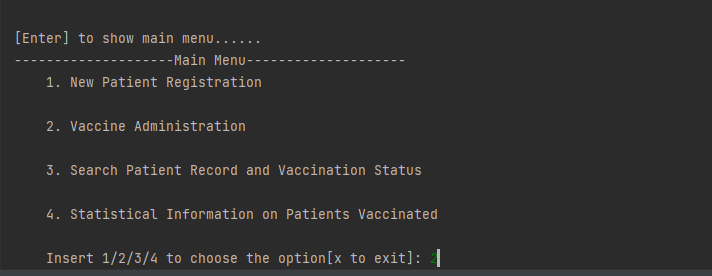 [Enter] to show main menu......
--------------------Main Menu--------------------
1. New Patient Registration
2. Vaccine Administration
3. Search Patient Record and Vaccination Status
4. Statistical Information on Patients Vaccinated
Insert 1/2/3/4 to choose the option[x to exit]: 2